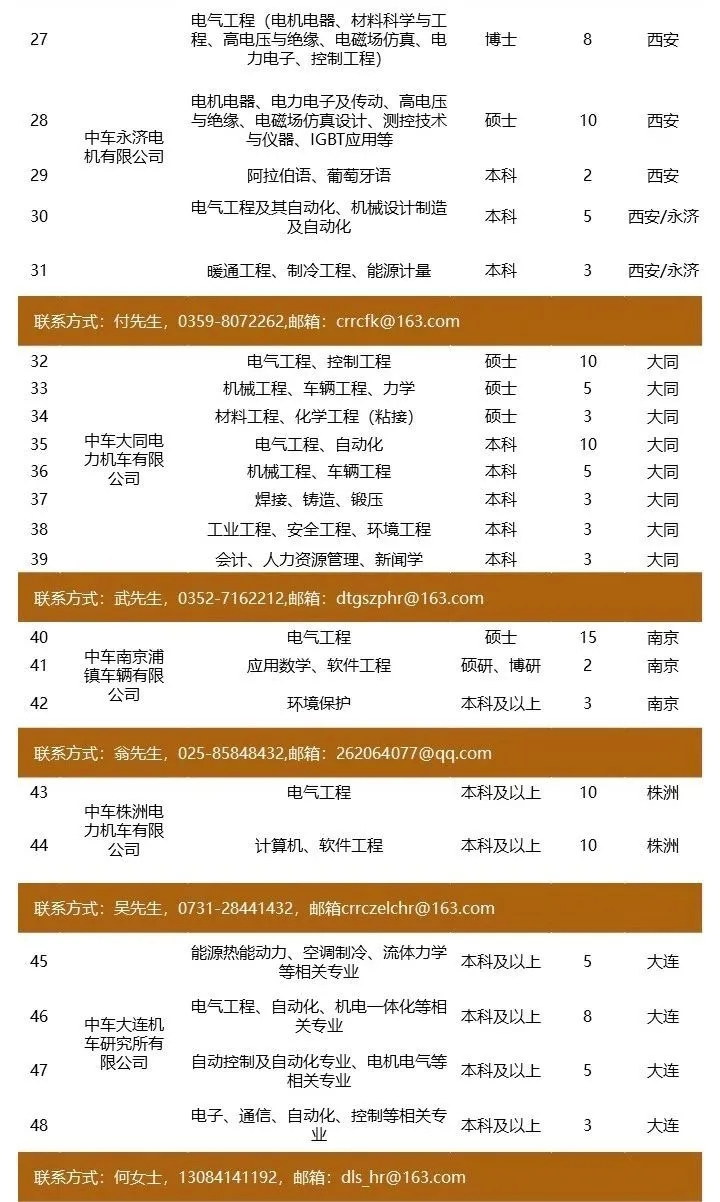 27 电气工程（电机电器、材料科学与工 博士 8 西安
程、高电压与绝缘、电磁场仿真、电
力电子、控制工程）
28 电机电器、电力电子及传动、高电压 硕士 10 西安
与绝缘、电磁场仿真设计、测控技术
与仪器、IGBT应用等
中车永济电
机有限公司
29 阿拉伯语、葡萄牙语 本科 2 西安
30 电气工程及其自动化、机械设计制造 本科 5 西安/永济
及自动化
31 暖通工程、制冷工程、能源计量 本科 3 西安/永济
联系方式：付先生，0359-8072262,邮箱：crrcfk@163.com
32 电气工程、控制工程 硕士 10 大同
33 机械工程、车辆工程、力学 硕士 5 大同
34 材料工程、化学工程（粘接） 硕士 3 大同
中车大同电
力机车有限
公司
35 电气工程、自动化 本科 10 大同
36 机械工程、车辆工程 本科 5 大同
37 焊接、铸造、锻压 本科 3 大同
38 工业工程、安全工程、环境工程 本科 3 大同
39 会计、人力资源管理、新闻学 本科 3 大同
联系方式：武先生，0352-7162212,邮箱：dtgszphr@163.com
40 电气工程 硕士 15 南京
中车南京浦
镇车辆有限
公司
41 应用数学、软件工程 硕研、博研 2 南京
42 环境保护 本科及以上 3 南京
联系方式：翁先生，025-85848432,邮箱：262064077@qq.com
43 电气工程 本科及以上 10 株洲
中车株洲电
力机车有限
公司
44 计算机、软件工程 本科及以上 10 株洲
联系方式：吴先生，0731-28441432，邮箱crrczelchr@163.com
45 能源热能动力、空调制冷、流体力学 本科及以上 5 大连
等相关专业
46 电气工程、自动化、机电一体化等相 本科及以上 8 大连
关专业
中车大连机
车研究所有
限公司
47 自动控制及自动化专业、电机电气等 本科及以上 5 大连
相关专业
48 电子、通信、自动化、控制等相关专 本科及以上 3 大连
业
联系方式：何女士，13084141192，邮箱：dls_hr@163.com